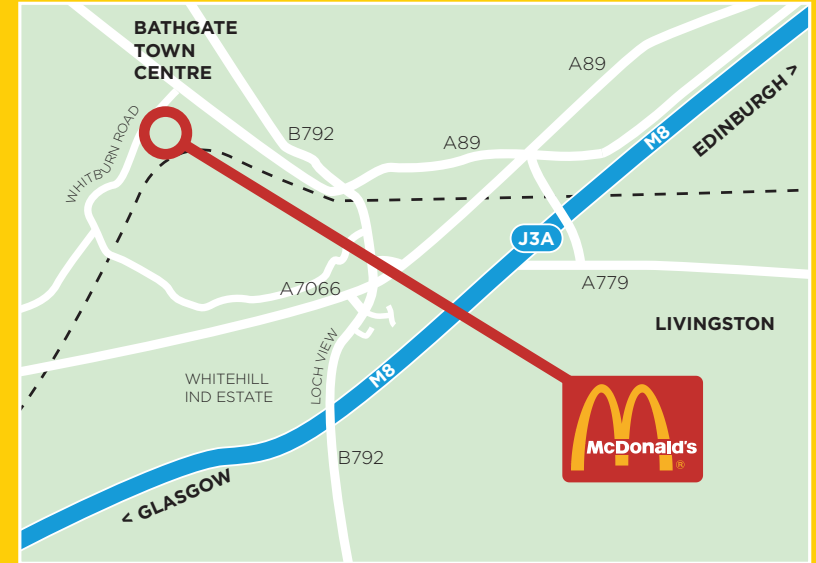 BATHGATE
TOWN
CENTRE
A89
EDINBURGH >
M8
B792
A89
WHITBURN ROAD
J3A
A7066
A779
LIVINGSTON
LOCH VIEW
WHITEHILL
IND ESTATE
M8
McDonald's
®
B792
< GLASGOW